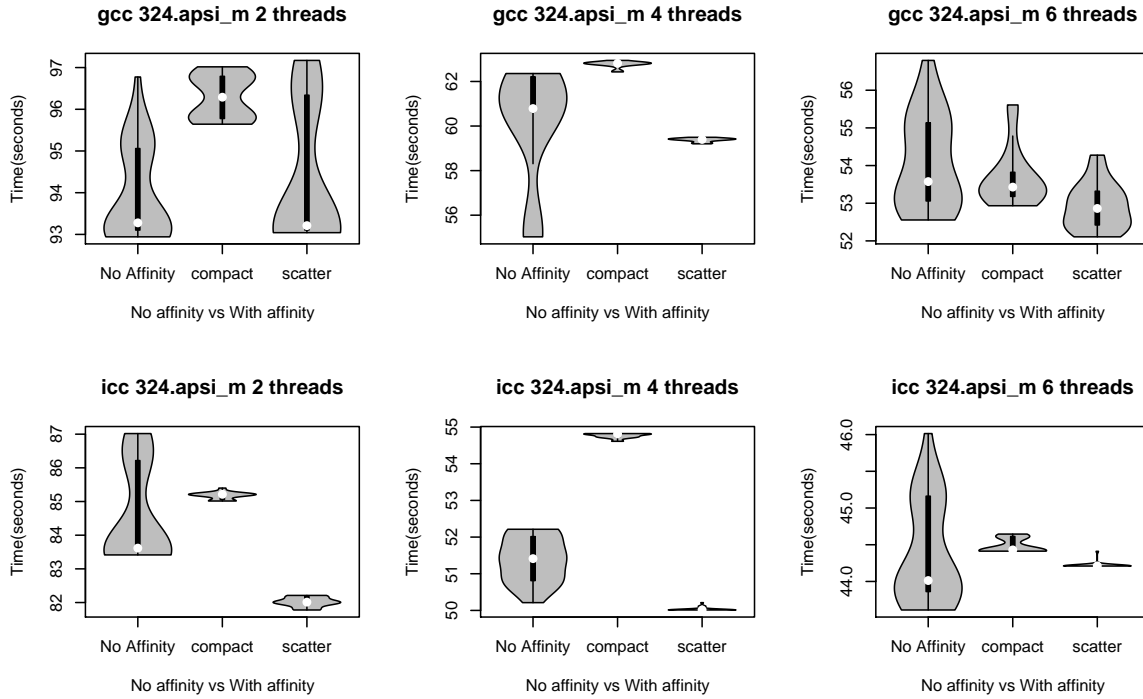 gcc 324.apsi_m 2 threads
Time(seconds)
97
96
95
94
93
No Affinity compact scatter
No affinity vs With affinity
gcc 324.apsi_m 4 threads
Time(seconds)
62
60
58
56
No Affinity compact scatter
No affinity vs With affinity
gcc 324.apsi_m 6 threads
Time(seconds)
56
55
54
53
52
No Affinity compact scatter
No affinity vs With affinity
icc 324.apsi_m 2 threads
Time(seconds)
87
86
85
84
83
82
No Affinity compact scatter
No affinity vs With affinity
icc 324.apsi_m 4 threads
Time(seconds)
55
54
53
52
51
50
No Affinity compact scatter
No affinity vs With affinity
icc 324.apsi_m 6 threads
Time(seconds)
46.0
45.0
44.0
No Affinity compact scatter
No affinity vs With affinity